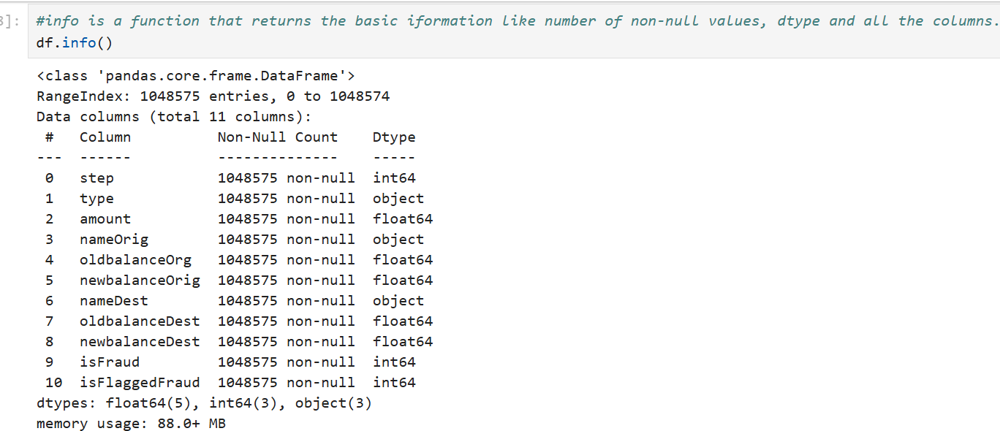 3]: #info is a function that returns the basic iformation like number of non-null values, dtype and all the columns.
df.info()
<class 'pandas.core.frame.DataFrame'>
RangeIndex: 1048575 entries, 0 to 1048574
Data columns (total 11 columns):
 #   Column          Non-Null Count    Dtype
---  ------          --------------    -----
 0   step            1048575 non-null  int64
 1   type            1048575 non-null  object
 2   amount          1048575 non-null  float64
 3   nameOrig        1048575 non-null  object
 4   oldbalanceOrg   1048575 non-null  float64
 5   newbalanceOrig  1048575 non-null  float64
 6   nameDest        1048575 non-null  object
 7   oldbalanceDest  1048575 non-null  float64
 8   newbalanceDest  1048575 non-null  float64
 9   isFraud         1048575 non-null  int64
 10  isFlaggedFraud  1048575 non-null  int64
dtypes: float64(5), int64(3), object(3)
memory usage: 88.0+ MB